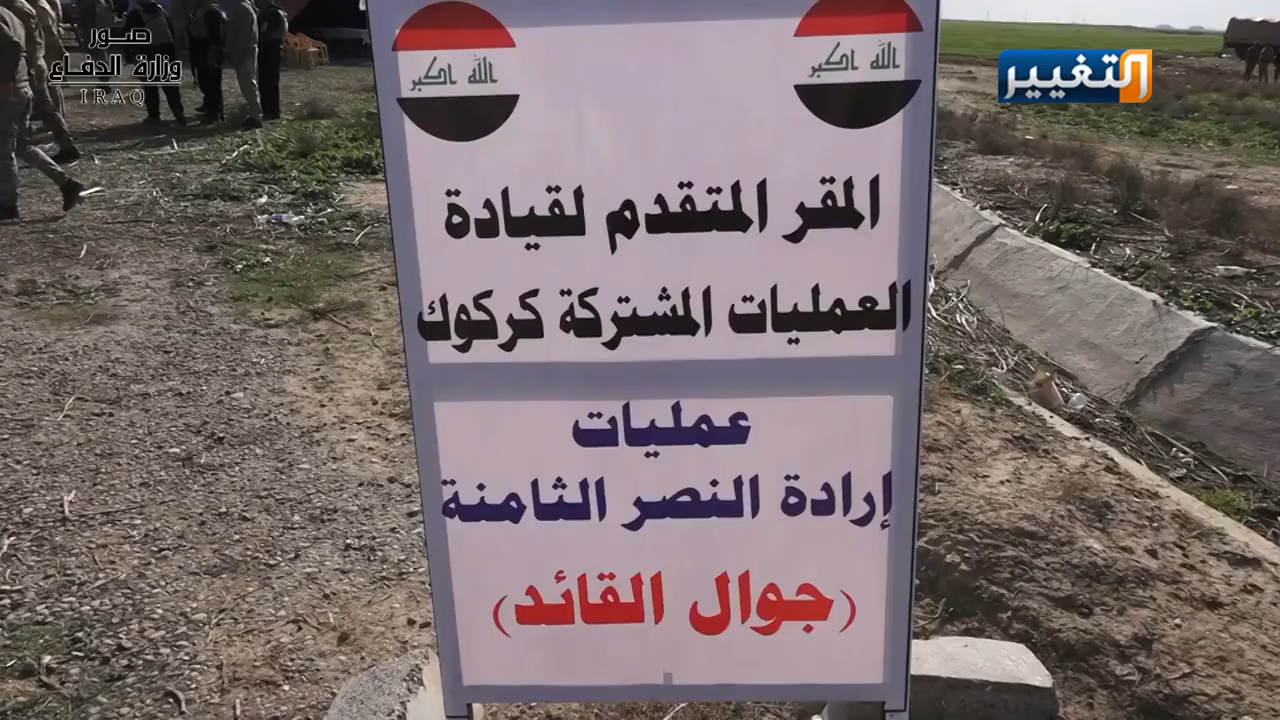 صور
وزارة الدفاع
IRAQ
التغيير
الله اكبر
الله اكبر
المقر المتقدم لقيادة
العمليات المشتركة كركوك
عمليات
إرادة النصر الثامنة
(جوال القائد)